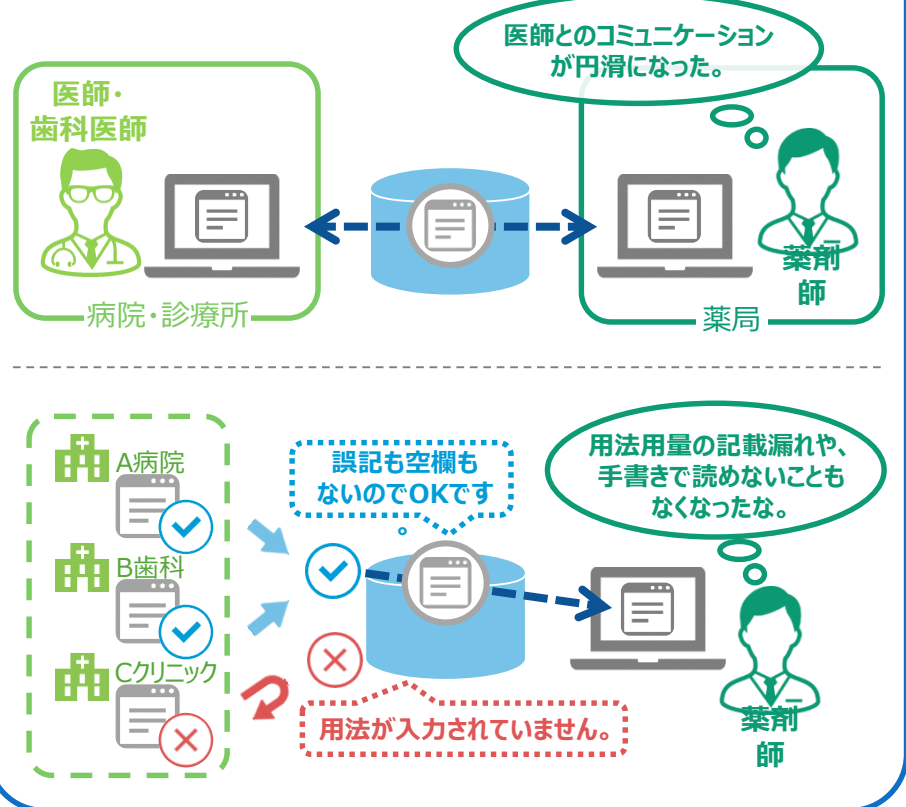 医師とのコミュニケーション
が円滑になった。
医師・
歯科医師
薬剤
師
病院・診療所
薬局
A病院
B歯科
Cクリニック
誤記も空欄も
ないのでOKです
。
用法が入力されていません。
用法用量の記載漏れや、
手書きで読めないことも
なくなったな。
薬剤
師